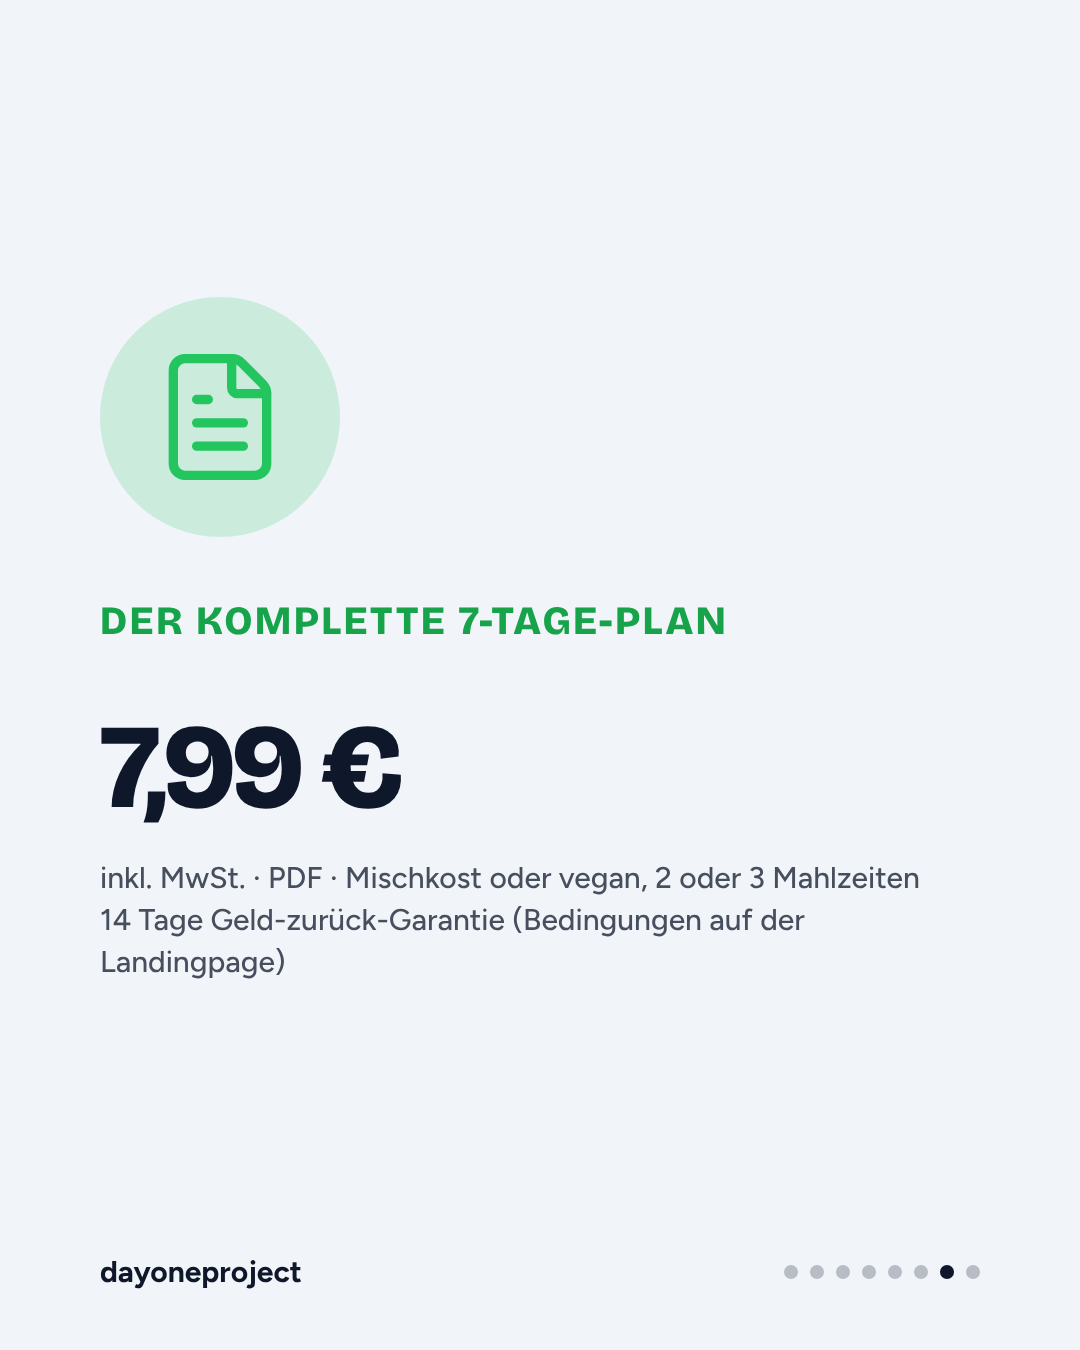 DER KOMPLETTE 7-TAGE-PLAN
7,99 €
inkl. MwSt. · PDF · Mischkost oder vegan, 2 oder 3 Mahlzeiten
14 Tage Geld-zurück-Garantie (Bedingungen auf der
Landingpage)
dayoneproject